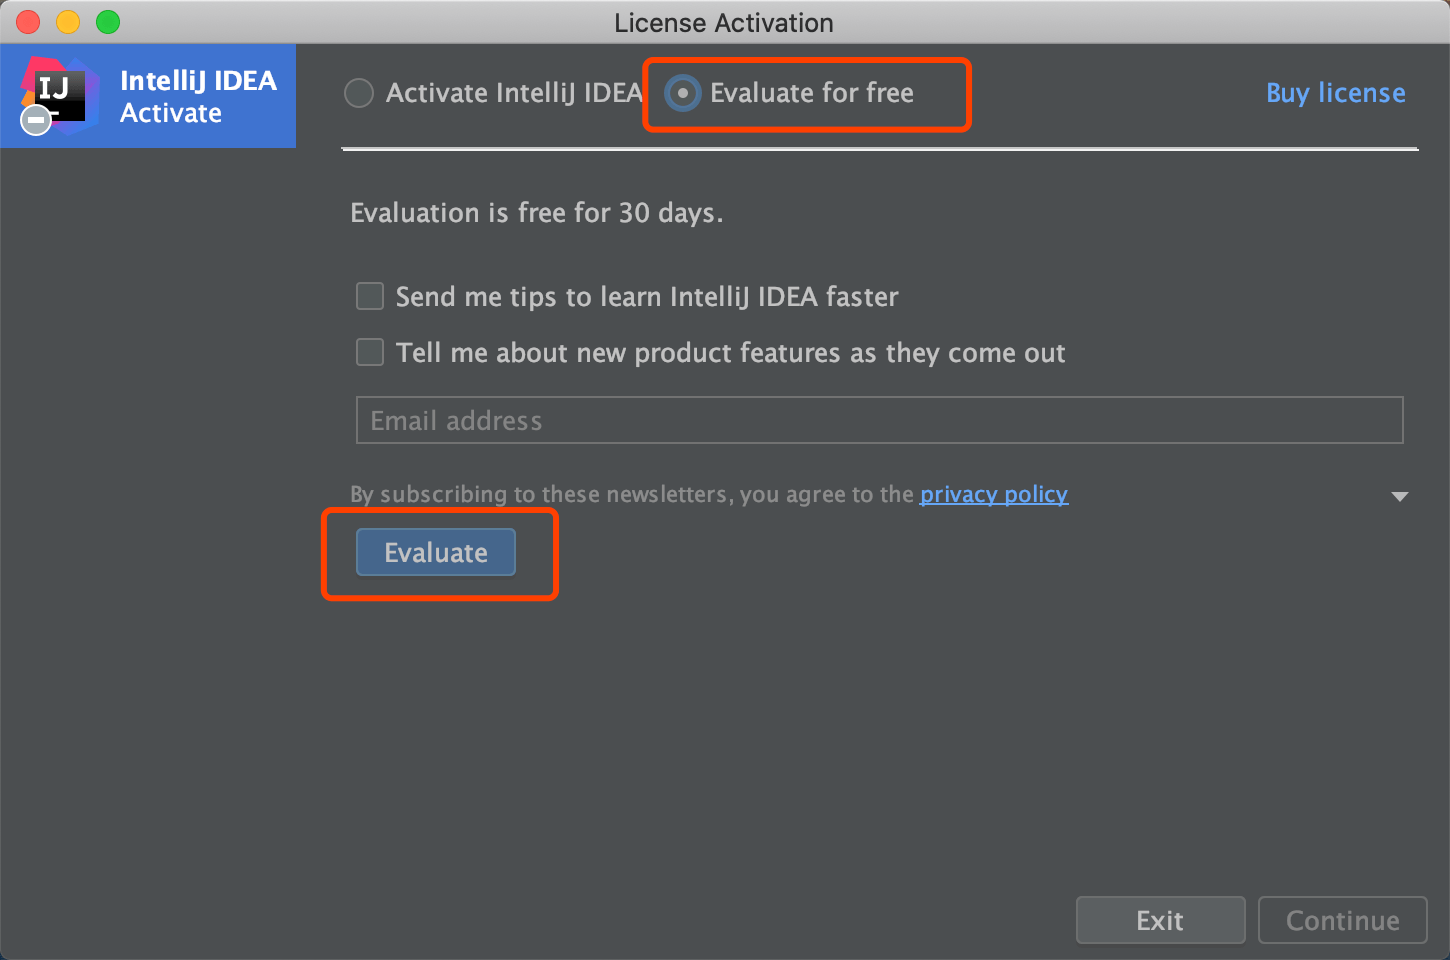 License Activation
IJ
IntelliJ IDEA
Activate
Activate IntelliJ IDEA
Evaluate for free
Buy license
Evaluation is free for 30 days.
Send me tips to learn IntelliJ IDEA faster
Tell me about new product features as they come out
Email address
By subscribing to these newsletters, you agree to the privacy policy
Evaluate
Exit
Continue